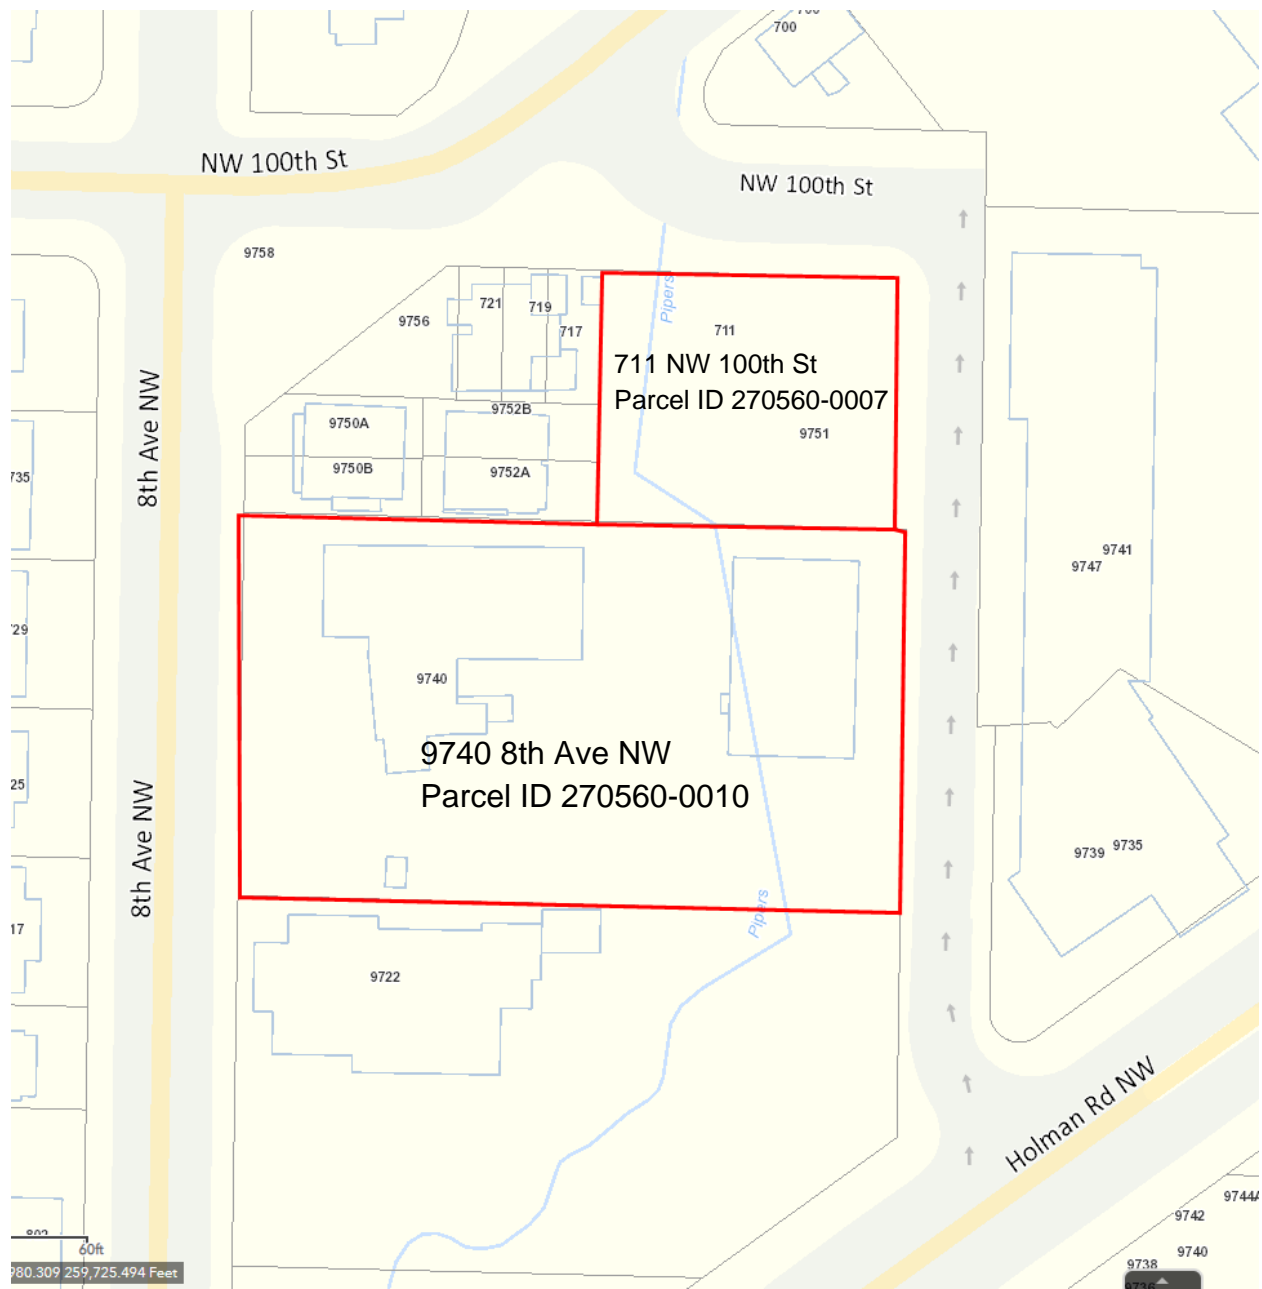 700
NW 100th St
NW 100th St
9758
Pipers
721
719
717
9756
711
711 NW 100th St
Parcel ID 270560-0007
8th Ave NW
9752B
9750A
9751
9750B
9752A
9741
9747
9740
9740 8th Ave NW
Parcel ID 270560-0010
25
8th Ave NW
9739
9735
Pipers
17
9722
Holman Rd NW
9744A
9742
9740
9738
60ft
980.309 259,725.494 Feet